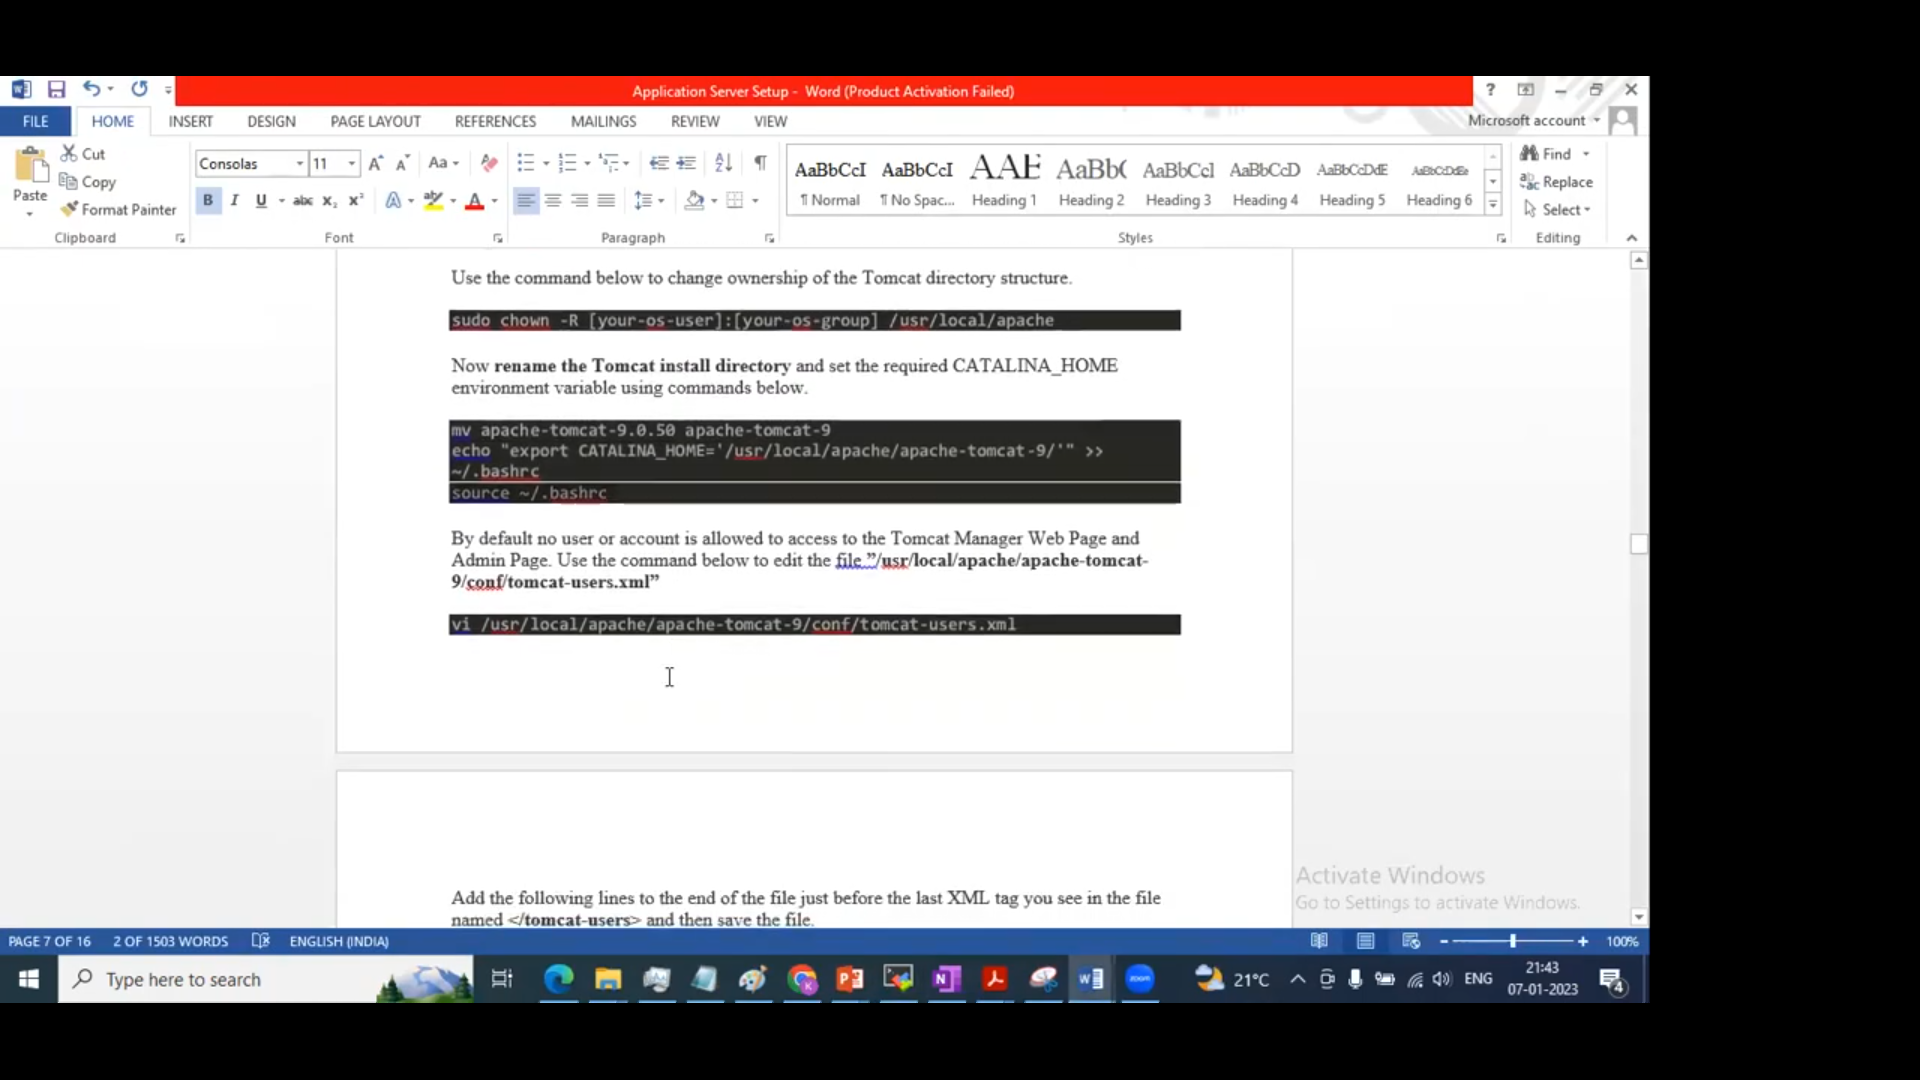 Application Server Setup - Word (Product Activation Failed)
?
FILE HOME INSERT DESIGN PAGE LAYOUT REFERENCES MAILINGS REVIEW VIEW
Microsoft account
Paste
Cut
Copy
Format Painter
Clipboard
Consolas 11
Aa
B I U abc X₂ X² A
Font
Paragraph
AaBbCcI AaBbCcI AAE AaBb( AaBbCcl AaBbCcD AaBbCcDdE AaBbCcDdEe
¶ Normal ¶ No Spac... Heading 1 Heading 2 Heading 3 Heading 4 Heading 5 Heading 6
Styles
Find
Replace
Select
Editing
Use the command below to change ownership of the Tomcat directory structure.
sudo chown -R [your-os-user]:[your-os-group] /usr/local/apache
Now rename the Tomcat install directory and set the required CATALINA_HOME
environment variable using commands below.
mv apache-tomcat-9.0.50 apache-tomcat-9
echo "export CATALINA_HOME='/usr/local/apache/apache-tomcat-9/'" >>
~/.bashrc
source ~/.bashrc
By default no user or account is allowed to access to the Tomcat Manager Web Page and
Admin Page. Use the command below to edit the file ”/usr/local/apache/apache-tomcat-
9/conf/tomcat-users.xml”
vi /usr/local/apache/apache-tomcat-9/conf/tomcat-users.xml
Add the following lines to the end of the file just before the last XML tag you see in the file
named </tomcat-users> and then save the file.
Activate Windows
Go to Settings to activate Windows.
PAGE 7 OF 16 2 OF 1503 WORDS ENGLISH (INDIA)
100%
Type here to search
zoom
21°C
ENG
21:43
07-01-2023
4